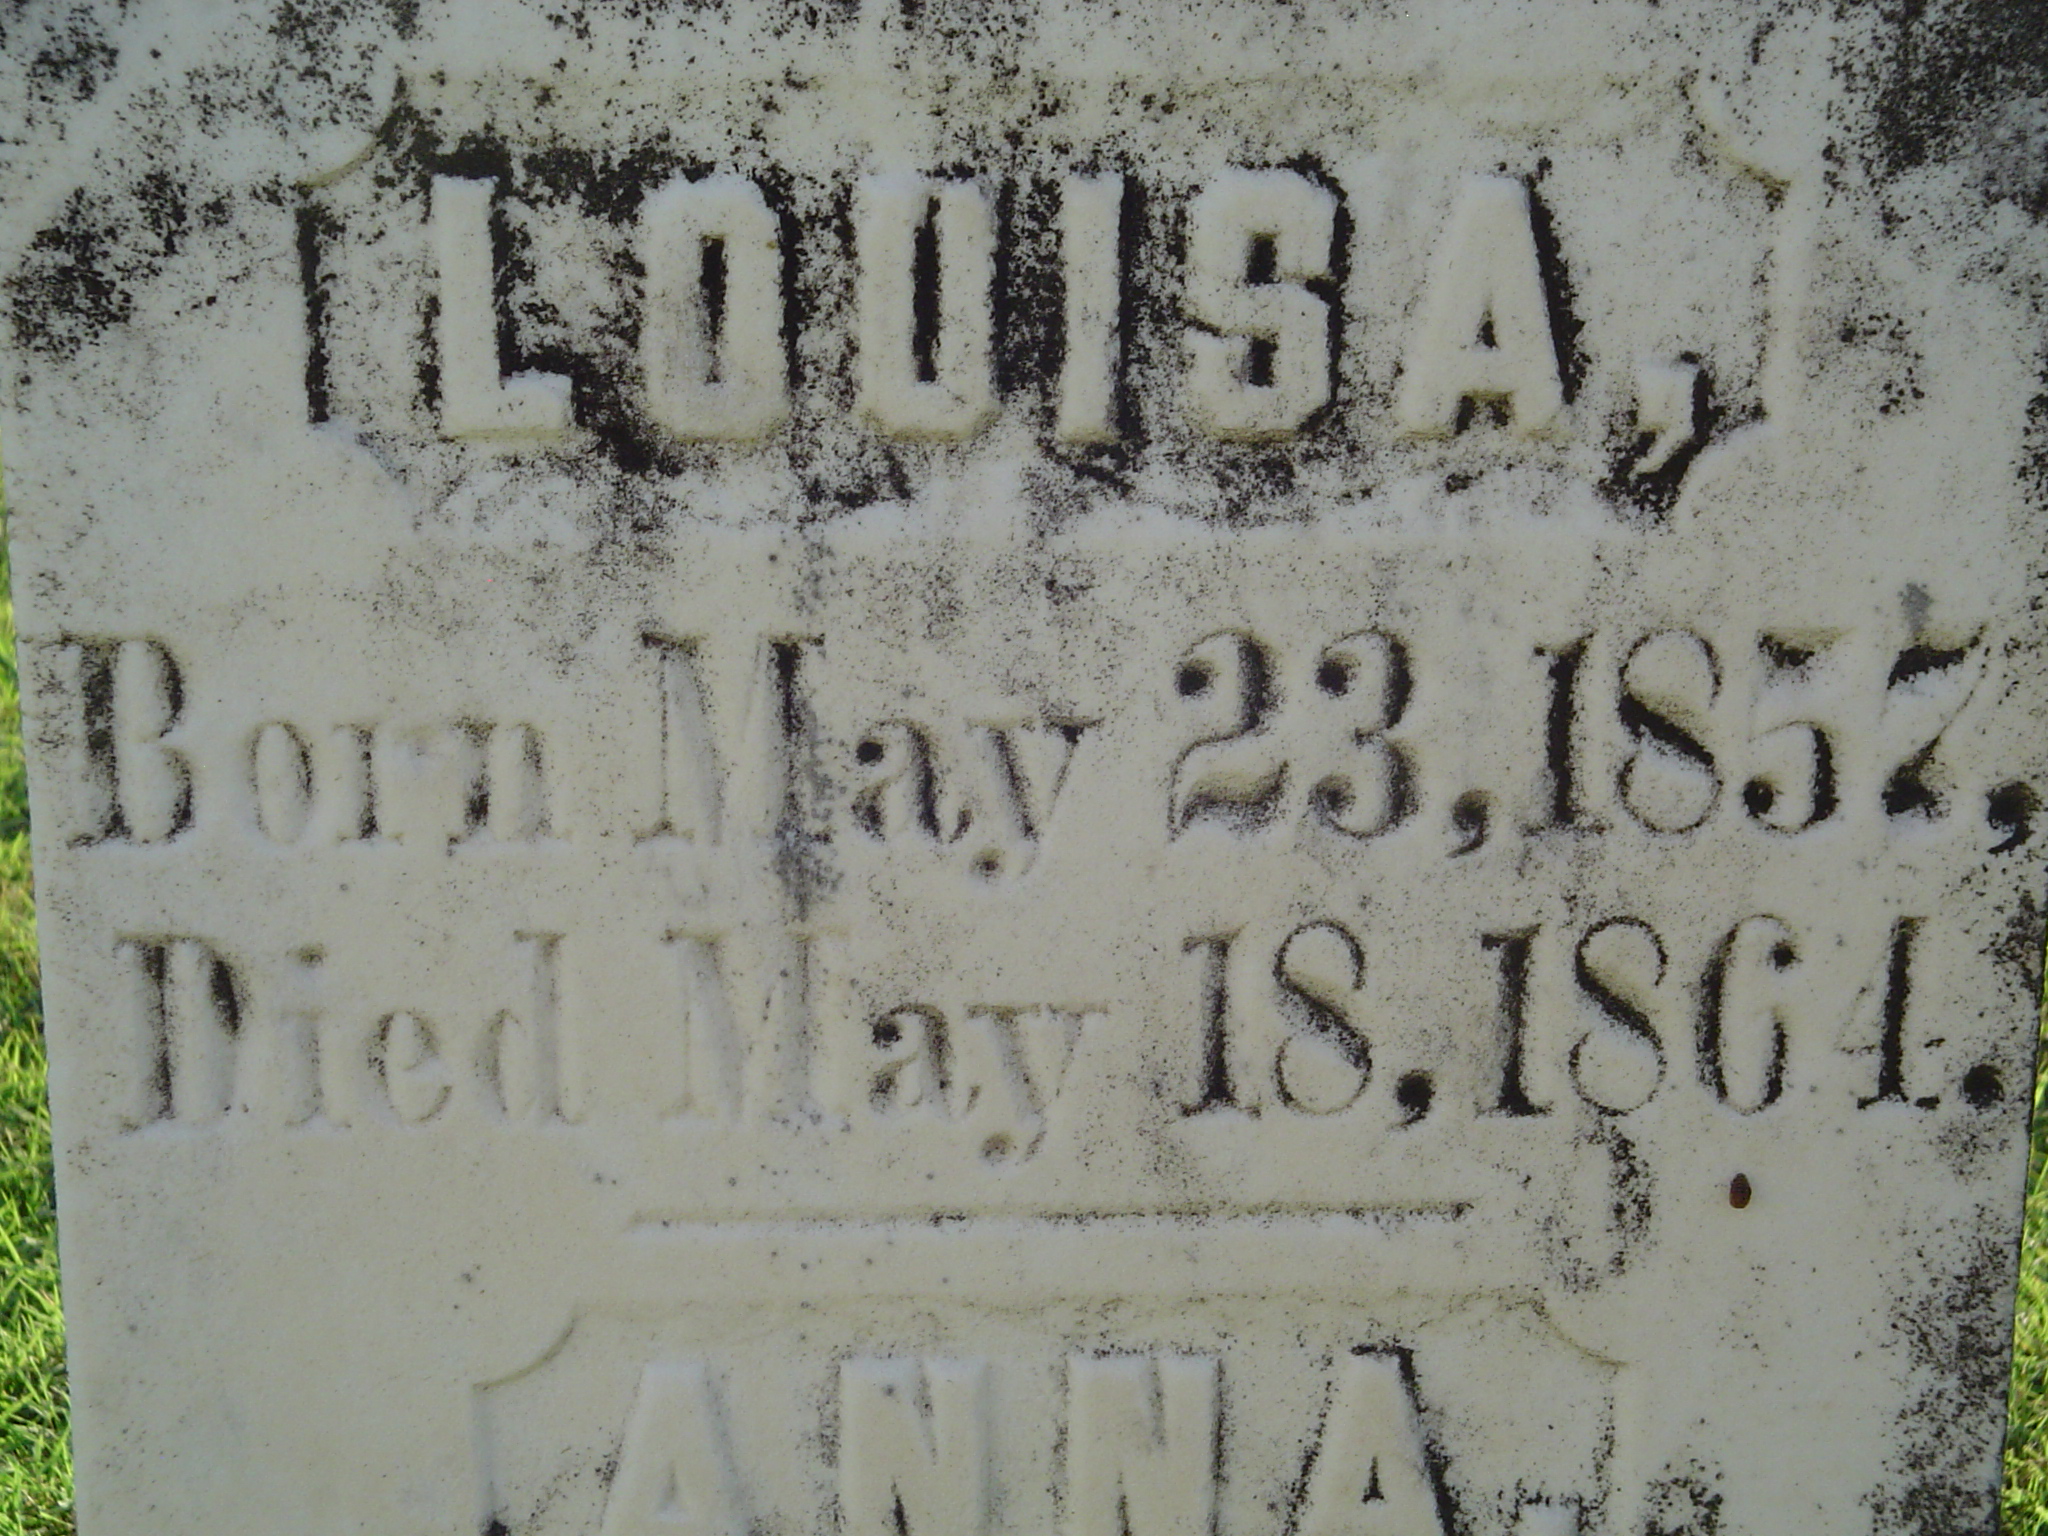 LOUISA,
Born May 23, 1857,
Died May 18, 1864.
ANNA.